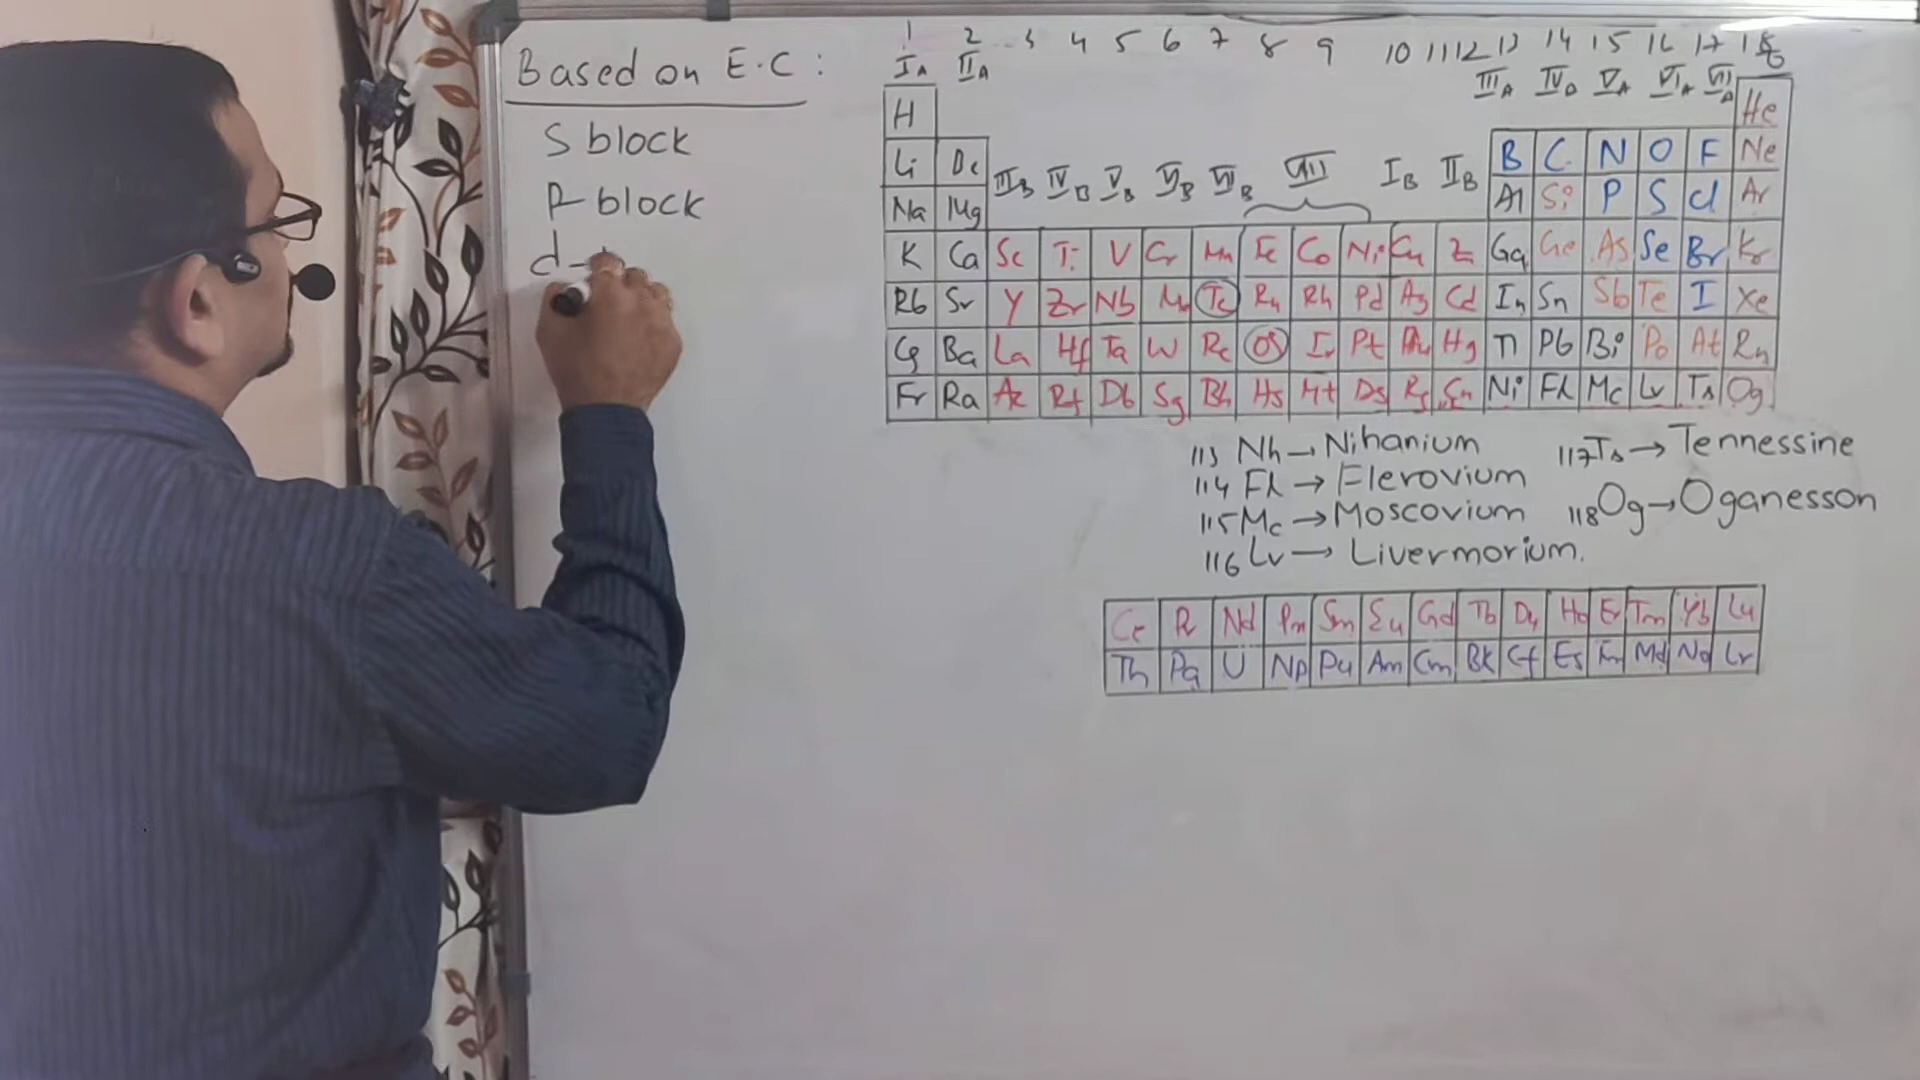 Based on E.C :
S block
P-block
d-
1 2 3 4 5 6 7 8 9 10 11 12 13 14 15 16 17 18
IA IIA IIIA IVA VA VIA VIIA
H He
Li Be B C N O F Ne
IIIB IVB VB VIB VIIB VIII IB IIB
Na Mg Al Si P S Cl Ar
K Ca Sc Ti V Cr Mn Fe Co Ni Cu Zn Ga Ge As Se Br Kr
Rb Sr Y Zr Nb Mo Tc Ru Rh Pd Ag Cd In Sn Sb Te I Xe
Cs Ba La Hf Ta W Re Os Ir Pt Au Hg Tl Pb Bi Po At Rn
Fr Ra Ac Rf Db Sg Bh Hs Mt Ds Rg Cn Ni Fl Mc Lv Ts Og
113 Nh → Nihanium
117Ts → Tennessine
114 Fl → Flerovium
115Mc → Moscovium
118Og → Oganesson
116 Lv → Livermorium.
Ce Pr Nd Pm Sm Eu Gd Tb Dy Ho Er Tm Yb Lu
Th Pa U Np Pu Am Cm Bk Cf Es Fm Md No Lr